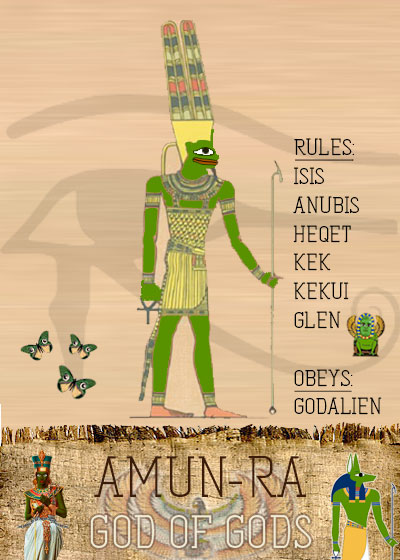 RULES:
ISIS
ANUBIS
HEQET
KEK
KEKUI
GLEN
OBEYS:
GODALIEN
AMUN-RA
GOD OF GODS